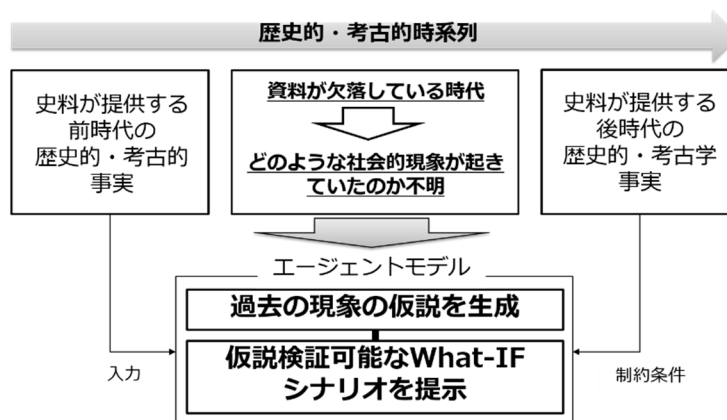 歴史的・考古的時系列
史料が提供する
前時代の
歴史的・考古的
事実
資料が欠落している時代
どのような社会的現象が起き
ていたのか不明
史料が提供する
後時代の
歴史的・考古学
事実
エージェントモデル
過去の現象の仮説を生成
仮説検証可能なWhat-IF
シナリオを提示
入力
制約条件